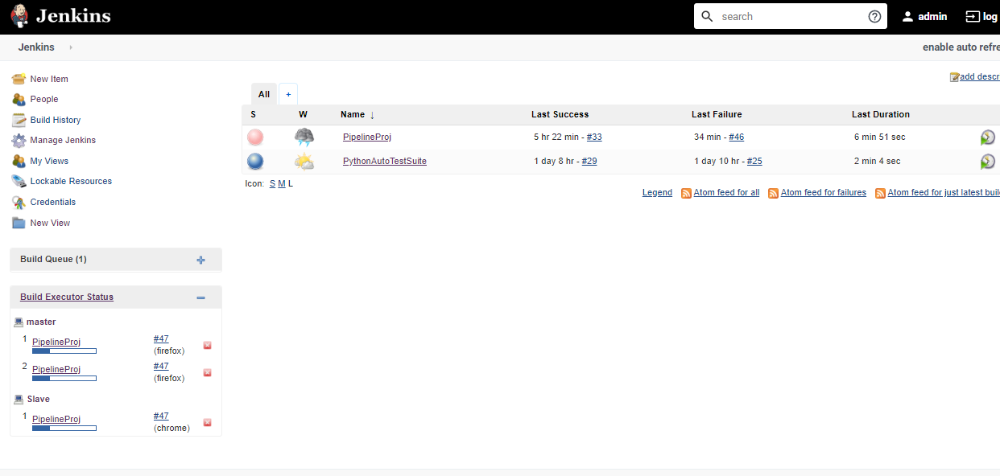 Jenkins
search
admin
log
Jenkins
enable auto refre
New Item
People
Build History
Manage Jenkins
My Views
Lockable Resources
Credentials
New View
Build Queue (1)
Build Executor Status
master
1 PipelineProj #47
(firefox)
2 PipelineProj #47
(firefox)
Slave
1 PipelineProj #47
(chrome)
add descr
All +
S W Name ↓ Last Success Last Failure Last Duration
PipelineProj 5 hr 22 min - #33 34 min - #46 6 min 51 sec
PythonAutoTestSuite 1 day 8 hr - #29 1 day 10 hr - #25 2 min 4 sec
Icon: S M L
Legend Atom feed for all Atom feed for failures Atom feed for just latest buil